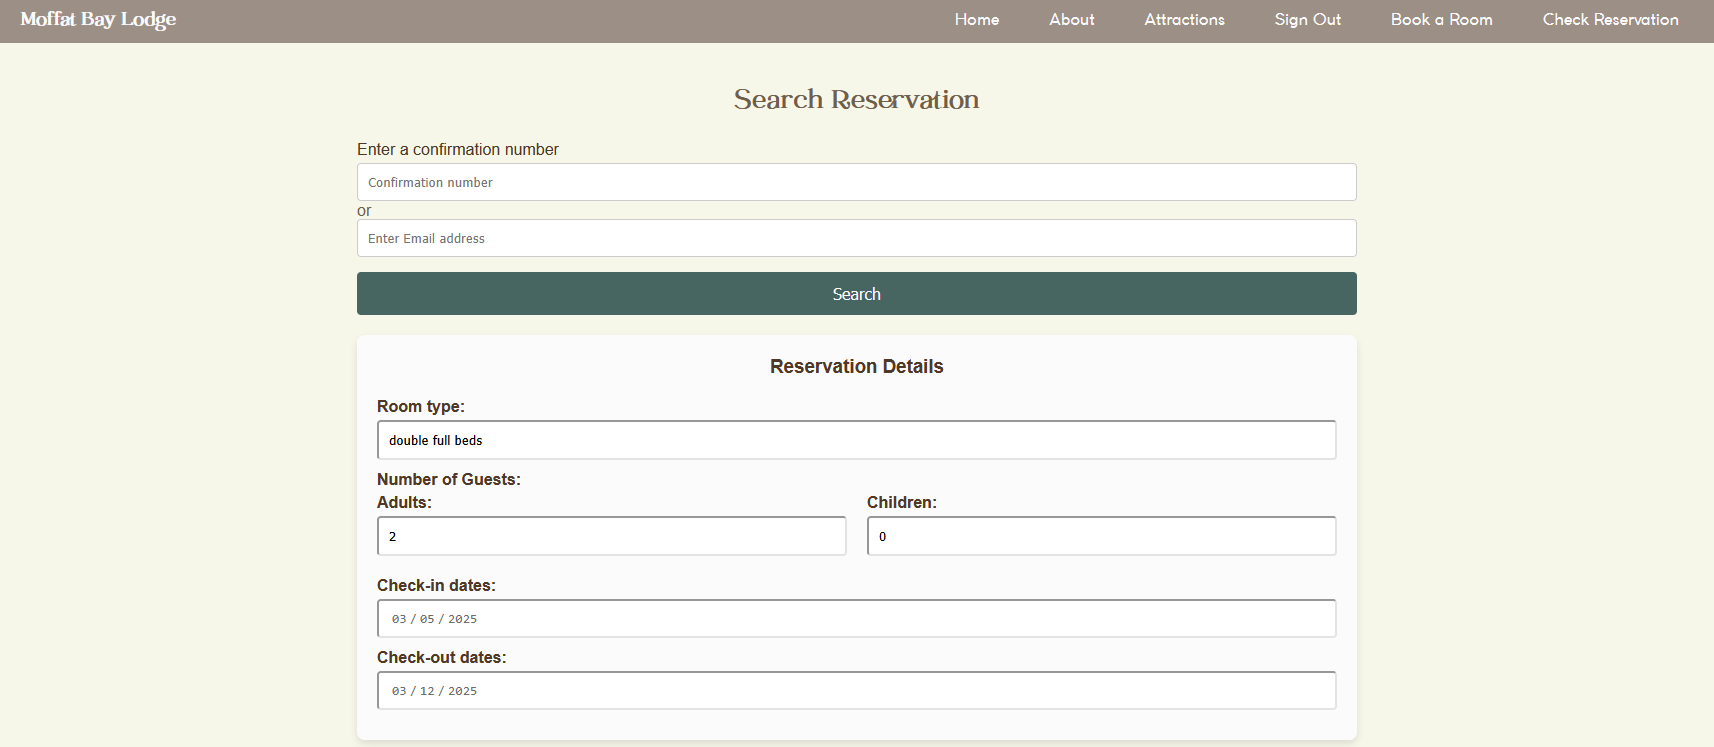 Moffat Bay Lodge Home About Attractions Sign Out Book a Room Check Reservation
Search Reservation
Enter a confirmation number
Confirmation number
or
Enter Email address
Search
Reservation Details
Room type:
double full beds
Number of Guests:
Adults: Children:
2 0
Check-in dates:
03 / 05 / 2025
Check-out dates:
03 / 12 / 2025